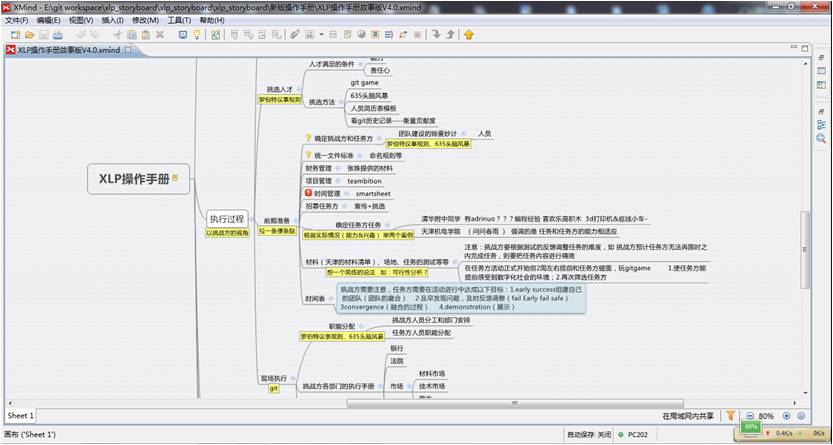 XMind - E:\git workspace\xlp_storyboard\xlp_storyboard\xlp_storyboard\新版操作手册\XLP操作手册故事板V4.0.xmind
文件(F) 编辑(E) 视图(V) 插入(I) 修改(M) 工具(T) 帮助(H)
XLP操作手册故事板V4.0.xmind
人才满足的条件
能力
责任心
挑选人才
罗伯特议事规则
git game
635头脑风暴
挑选方法
人员简历表模板
看git历史记录----衡量贡献度
确定挑战方和任务方
团队建设的锦囊妙计
人员
罗伯特议事规则、635头脑风暴
统一文件标准
命名规则等
财务管理
张姝提供的材料
项目管理
teambition
时间管理
smartsheet
招募任务方
宣传+挑选
XLP操作手册
执行过程
以挑战方的视角
前期准备
拉一条便条贴
确定任务方任务
根据实际情况（能力&兴趣）举两个案例
清华附中同学 有adrinuo？？？编程经验 喜欢乐高积木 3d打印机&巡线小车-
天津机电学院 （ 问问春雨 ） 强调的是 任务和任务方的能力相适应
材料（天津的材料清单）、场地、任务的测试等等
想一个简练的说法 如：可行性分析？
注意：挑战方要根据测试的反馈调整任务的难度，如 挑战方预计任务方无法再限时之
内完成任务，则要把任务内容进行精简
在任务方活动正式开始前2周左右提前和任务方碰面，玩gitgame 1.使任务方能
提前感受到数字化社会的环境；2.再次筛选任务方
时间表
挑战方需要注意，任务方需要在活动进行中达成以下目标：1.early success组建自己
的团队（团队的磨合） 2.及早发现问题，及时反馈调整（fail Early fail safe）
3convergence（融合的过程） 4.demonstration（展示）
职能分配
罗伯特议事规则、635头脑风暴
挑战方人员分工和部门安排
任务方人员职能分配
现场执行
git
银行
法院
挑战方各部门的执行手册
市场
材料市场
技术市场
Sheet 1
在局域网内共享
80%
画布 ('Sheet 1')
自动保存: 关闭
PC202
69%
0.4K/s
0K/s